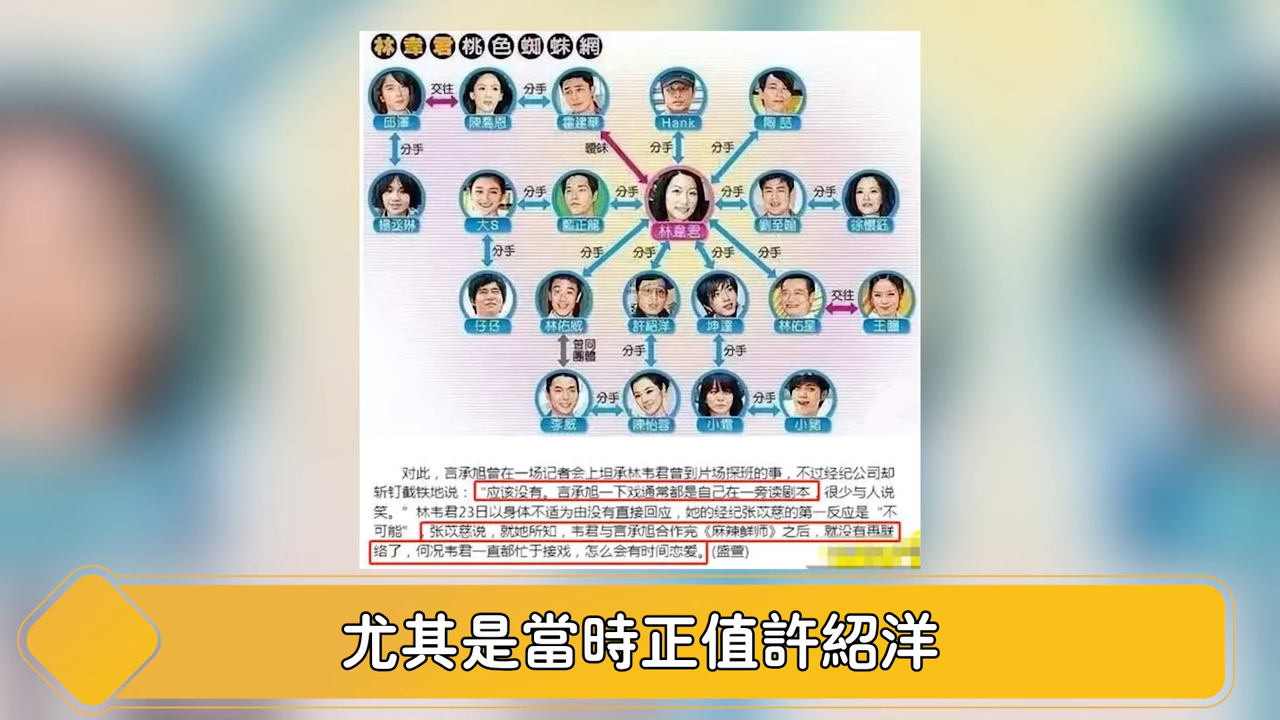 林韋君桃色蜘蛛網
交往
分手
邱澤
陳喬恩
霍建華
Hank
陶喆
分手
曖昧
分手
分手
分手
分手
分手
分手
楊丞琳
大S
藍正龍
林韋君
劉至翰
徐懷鈺
分手
分手
分手
分手
分手
交往
仔仔
林佑威
許紹洋
坤達
林佑星
王
曾同
團體
分手
分手
分手
分手
李威
陳怡蓉
小霜
小豬
对此，言承旭曾在一场记者会上坦承林韦君曾到片场探班的事，不过经纪公司却
斩钉截铁地说：“应该没有。言承旭一下戏通常都是自己在一旁读剧本，很少与人说
笑。”林韦君23日以身体不适为由没有直接回应，她的经纪张苡慈的第一反应是“不
可能”，张苡慈说，就她所知，韦君与言承旭合作完《麻辣鲜师》之后，就没有再联
络了，何况韦君一直都忙于接戏，怎么会有时间恋爱。(盛萱)
尤其是當時正值許紹洋